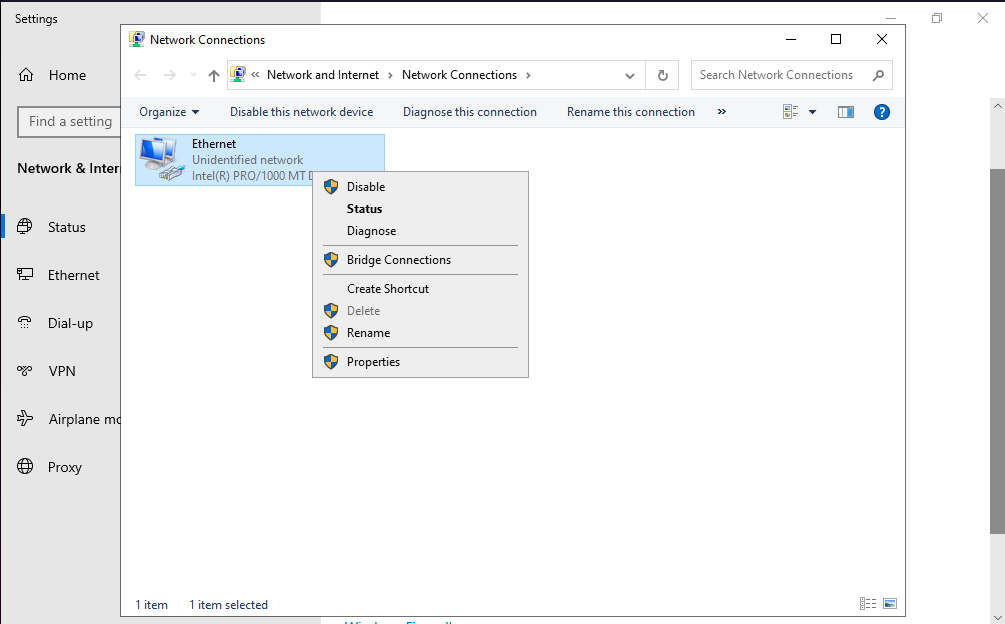 Settings
Network Connections
Home
« Network and Internet > Network Connections >
Search Network Connections
Find a setting
Organize
Disable this network device
Diagnose this connection
Rename this connection
»
Network & Inter
Ethernet
Unidentified network
Intel(R) PRO/1000 MT D
Disable
Status
Diagnose
Bridge Connections
Create Shortcut
Delete
Rename
Properties
Status
Ethernet
Dial-up
VPN
Airplane mo
Proxy
1 item
1 item selected